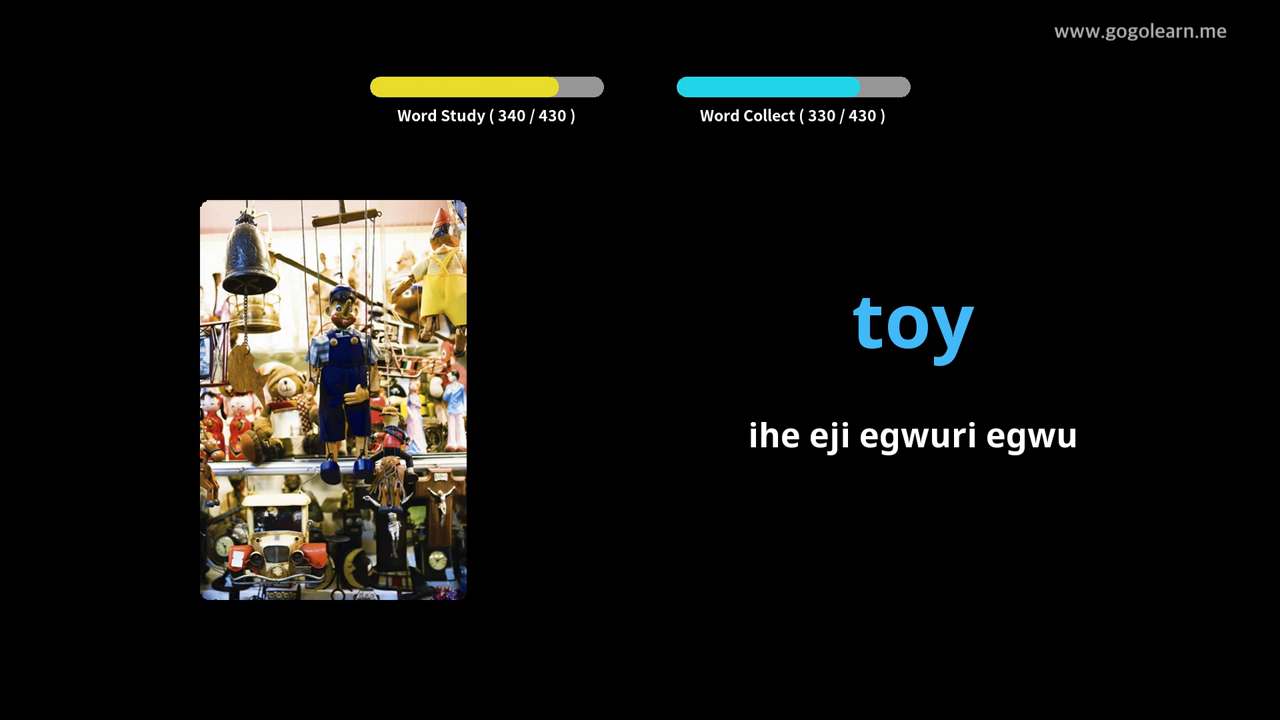 www.gogolearn.me
Word Study ( 340 / 430 )
Word Collect ( 330 / 430 )
toy
ihe eji egwuri egwu